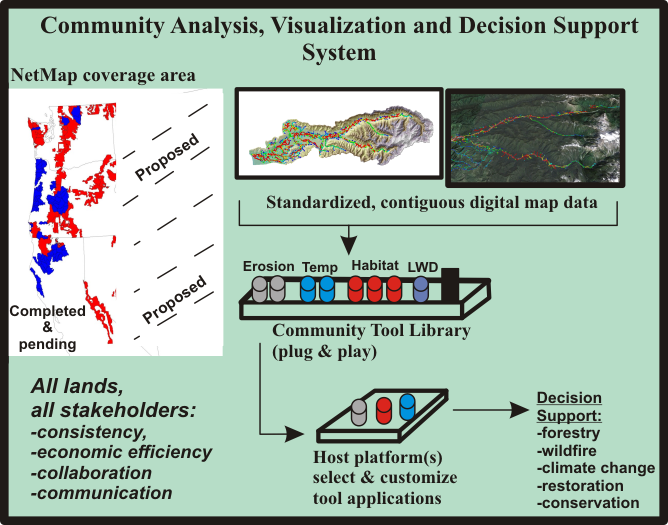 Community Analysis, Visualization and Decision Support
System
NetMap coverage area
Proposed
Proposed
Completed
&
pending
Standardized, contiguous digital map data
Erosion Temp Habitat LWD
Community Tool Library
(plug & play)
All lands,
all stakeholders:
-consistency,
-economic efficiency
-collaboration
-communication
Host platform(s)
select & customize
tool applications
Decision
Support:
-forestry
-wildfire
-climate change
-restoration
-conservation